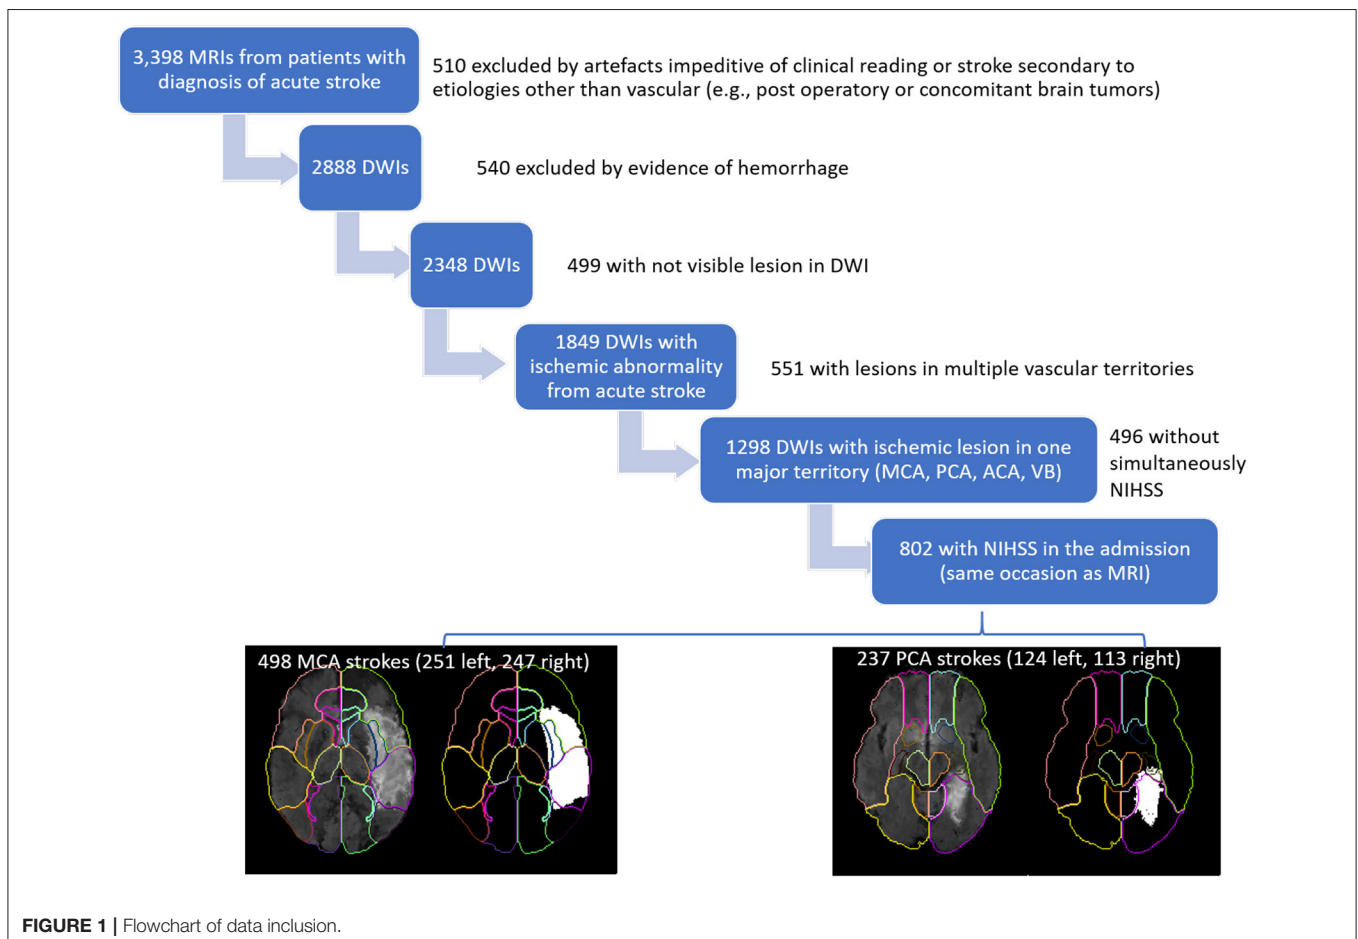 3,398 MRIs from patients with
diagnosis of acute stroke
510 excluded by artefacts impeditive of clinical reading or stroke secondary to
etiologies other than vascular (e.g., post operatory or concomitant brain tumors)
2888 DWIs
540 excluded by evidence of hemorrhage
2348 DWIs
499 with not visible lesion in DWI
1849 DWIs with
ischemic abnormality
from acute stroke
551 with lesions in multiple vascular territories
1298 DWIs with ischemic lesion in one
major territory (MCA, PCA, ACA, VB)
496 without
simultaneously
NIHSS
802 with NIHSS in the admission
(same occasion as MRI)
498 MCA strokes (251 left, 247 right)
237 PCA strokes (124 left, 113 right)
FIGURE 1 | Flowchart of data inclusion.